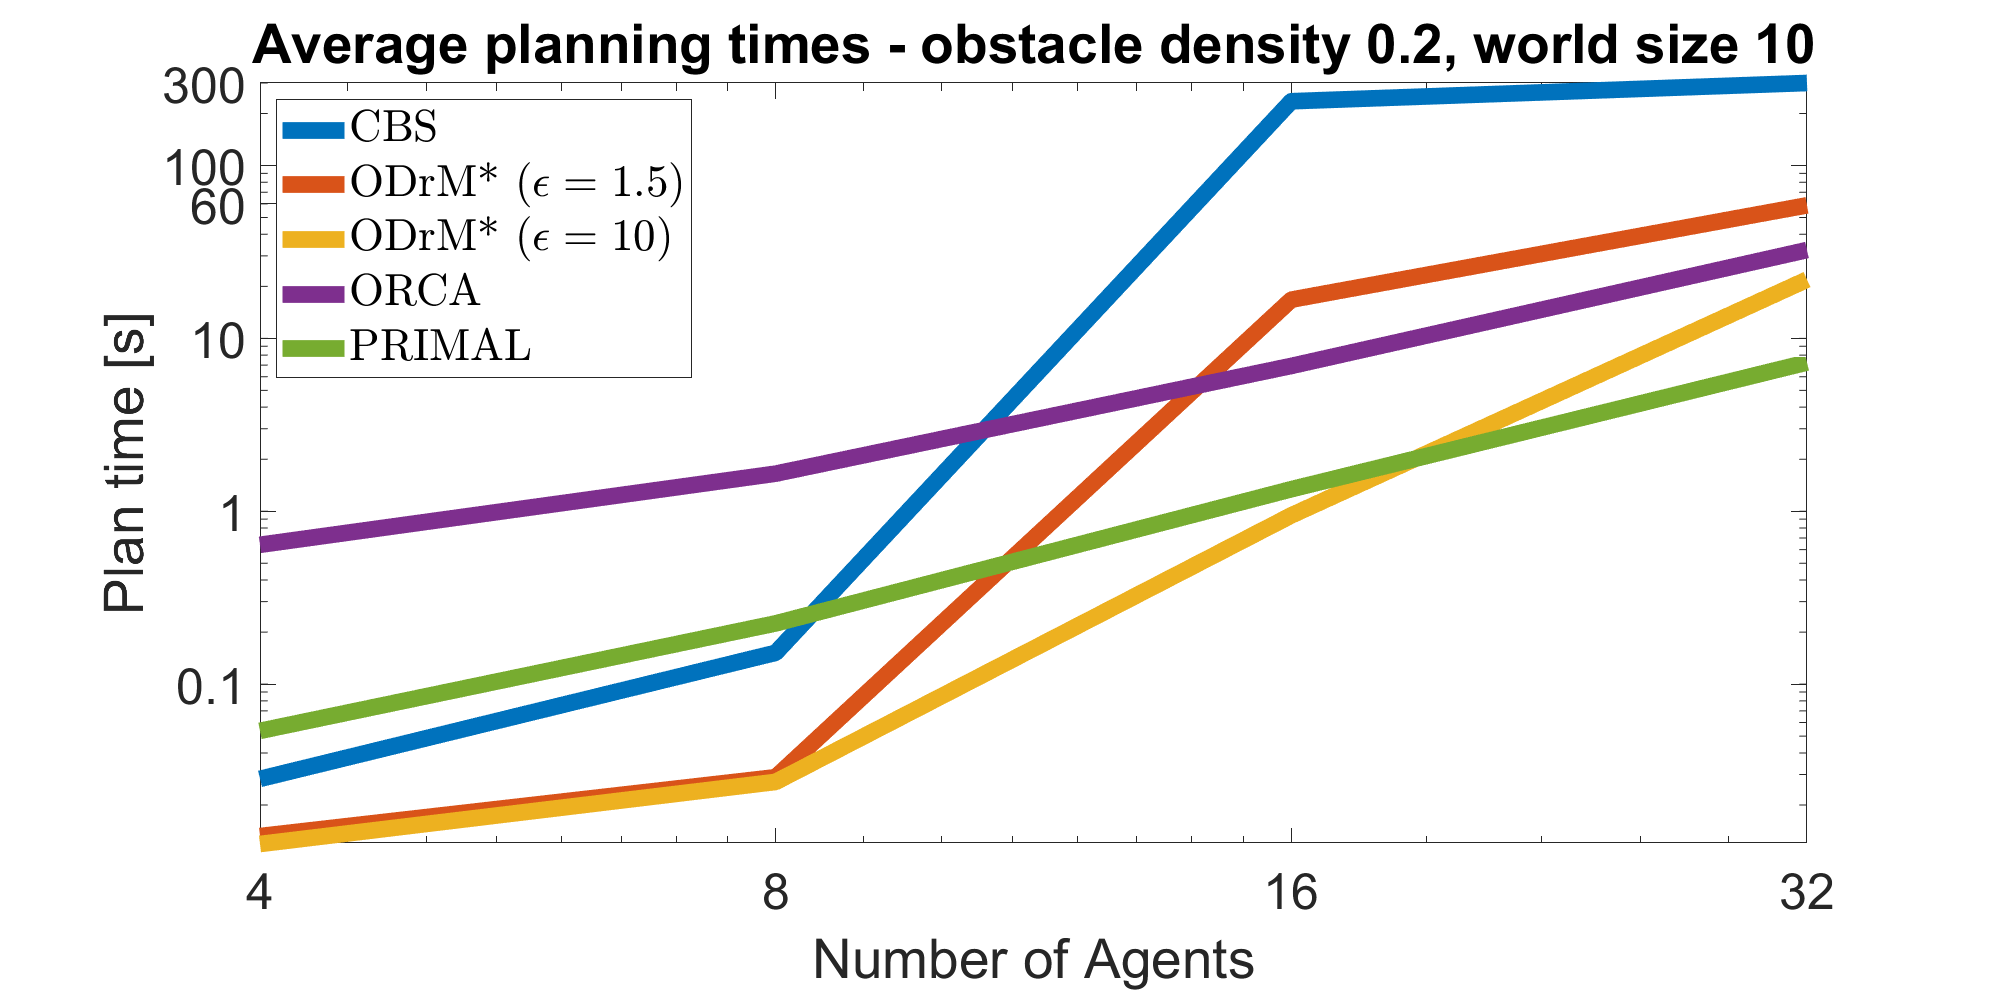 Average planning times - obstacle density 0.2, world size 10
300
100
60
10
1
0.1
Plan time [s]
CBS
ODrM* (ϵ = 1.5)
ODrM* (ϵ = 10)
ORCA
PRIMAL
4 8 16 32
Number of Agents